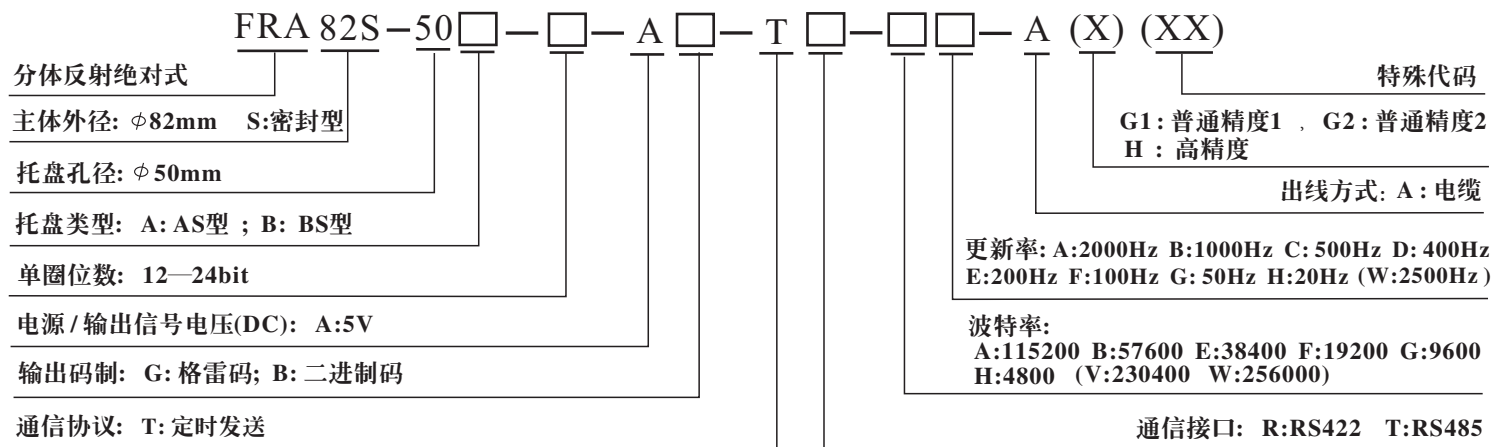 FRA 82S-50□-□-A□-T□-□□-A (X) (XX)
分体反射绝对式
主体外径: φ82mm S:密封型
托盘孔径: φ50mm
托盘类型: A: AS型 ; B: BS型
单圈位数: 12—24bit
电源 / 输出信号电压(DC): A:5V
输出码制: G: 格雷码; B: 二进制码
通信协议: T: 定时发送
特殊代码
G1: 普通精度1 , G2: 普通精度2
H : 高精度
出线方式: A : 电缆
更新率: A:2000Hz B:1000Hz C: 500Hz D: 400Hz
E:200Hz F:100Hz G: 50Hz H:20Hz (W:2500Hz)
波特率:
A:115200 B:57600 E:38400 F:19200 G:9600
H:4800 (V:230400 W:256000)
通信接口: R:RS422 T:RS485